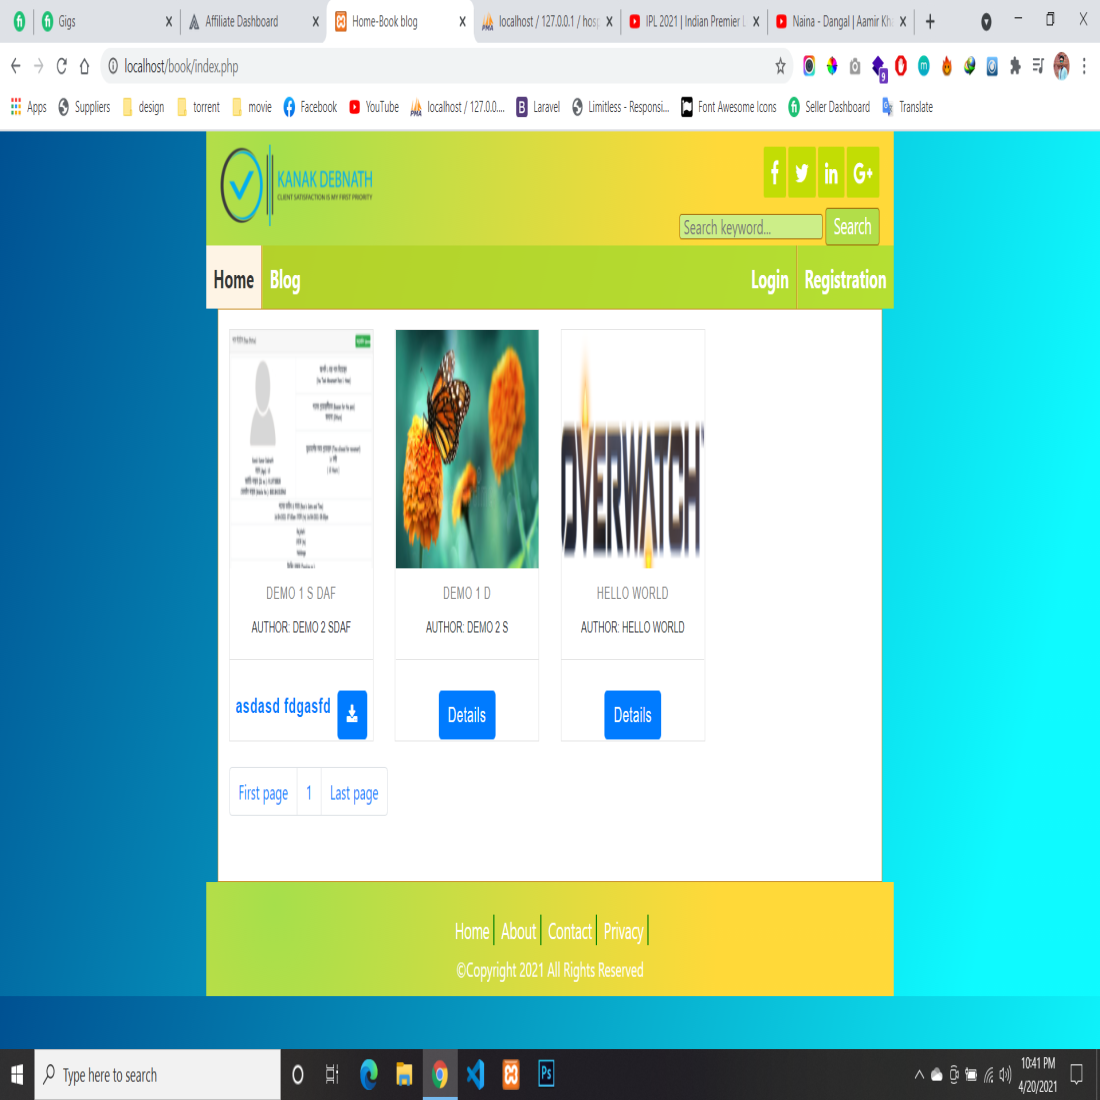 Gigs
Affiliate Dashboard
Home-Book blog
localhost / 127.0.0.1 / hos
IPL 2021 | Indian Premier L
Naina - Dangal | Aamir Kh
localhost/book/index.php
9
Apps
Suppliers
design
torrent
movie
Facebook
YouTube
localhost / 127.0.0....
Laravel
Limitless - Responsi...
Font Awesome Icons
Seller Dashboard
Translate
KANAK DEBNATH
CLIENT SATISFACTION IS MY FIRST PRIORITY
Search keyword...
Search
Home
Blog
Login
Registration
OVERWATCH
DEMO 1 S DAF
DEMO 1 D
HELLO WORLD
AUTHOR: DEMO 2 SDAF
AUTHOR: DEMO 2 S
AUTHOR: HELLO WORLD
asdasd fdgasfd
Details
Details
First page
1
Last page
Home
About
Contact
Privacy
©Copyright 2021 All Rights Reserved
Type here to search
10:41 PM
4/20/2021